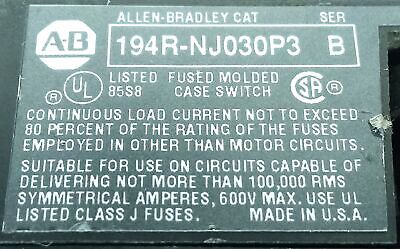 ALLEN-BRADLEY CAT SER
A-B 194R-NJ030P3 B
UL LISTED FUSED MOLDED SA
85S8 CASE SWITCH
CONTINUOUS LOAD CURRENT NOT TO EXCEED
80 PERCENT OF THE RATING OF THE FUSES
EMPLOYED IN OTHER THAN MOTOR CIRCUITS.
SUITABLE FOR USE ON CIRCUITS CAPABLE OF
DELIVERING NOT MORE THAN 100,000 RMS
SYMMETRICAL AMPERES, 600V MAX. USE UL
LISTED CLASS J FUSES. MADE IN U.S.A.